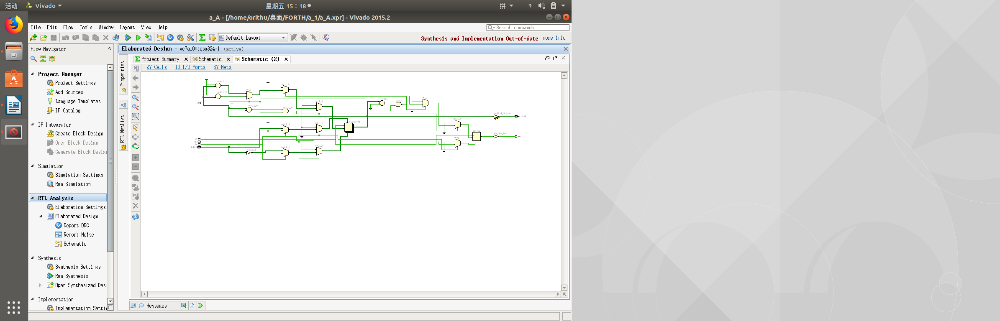 活动
Vivado
星期五 15：18
拼
?
a_A - [/home/orithu/桌面/FORTH/a_1/a_A.xpr] - Vivado 2015.2
File Edit Flow Tools Window Layout View Help
Search commands
Default Layout
Synthesis and Implementation Out-of-date more info
Flow Navigator
Elaborated Design - xc7a100tcsg324-1 (active)
Project Summary
Schematic
Schematic (2)
27 Cells 13 I/O Ports 67 Nets
Properties
RTL Netlist
Project Manager
Project Settings
Add Sources
Language Templates
IP Catalog
IP Integrator
Create Block Design
Open Block Design
Generate Block Design
Simulation
Simulation Settings
Run Simulation
RTL Analysis
Elaboration Settings
Elaborated Design
Report DRC
Report Noise
Schematic
Synthesis
Synthesis Settings
Run Synthesis
Open Synthesized Desi
Implementation
Implementation Settin
Messages